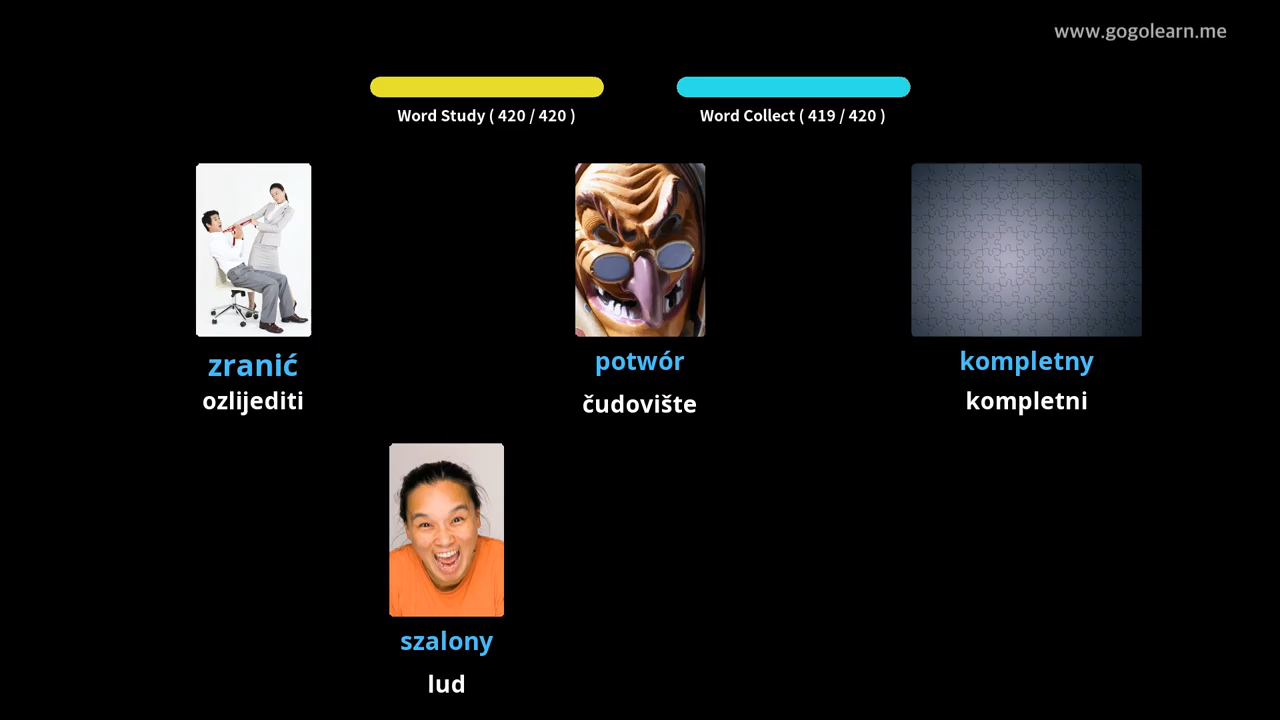 www.gogolearn.me
Word Study ( 420 / 420 )
Word Collect ( 419 / 420 )
zranić
ozlijediti
potwór
čudovište
kompletny
kompletni
szalony
lud